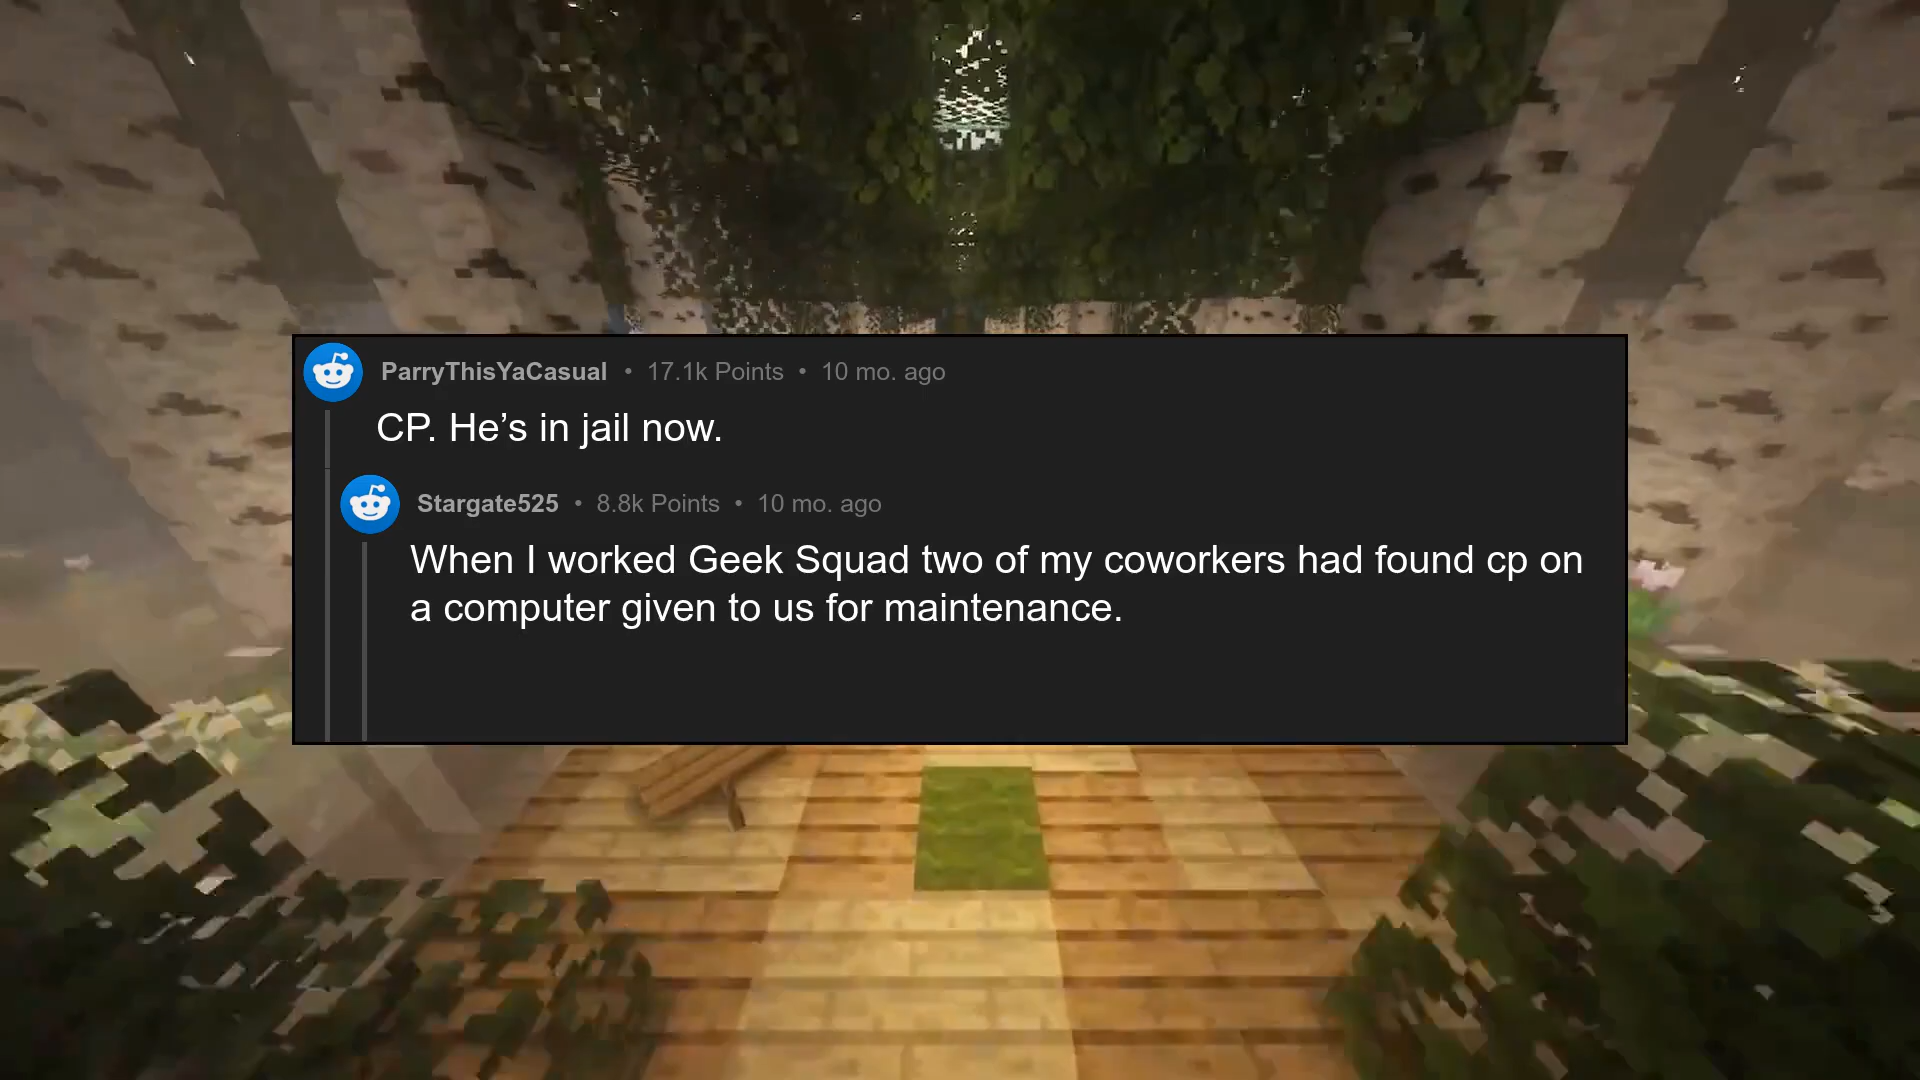 ParryThisYaCasual • 17.1k Points • 10 mo. ago
CP. He’s in jail now.
Stargate525 • 8.8k Points • 10 mo. ago
When I worked Geek Squad two of my coworkers had found cp on
a computer given to us for maintenance.